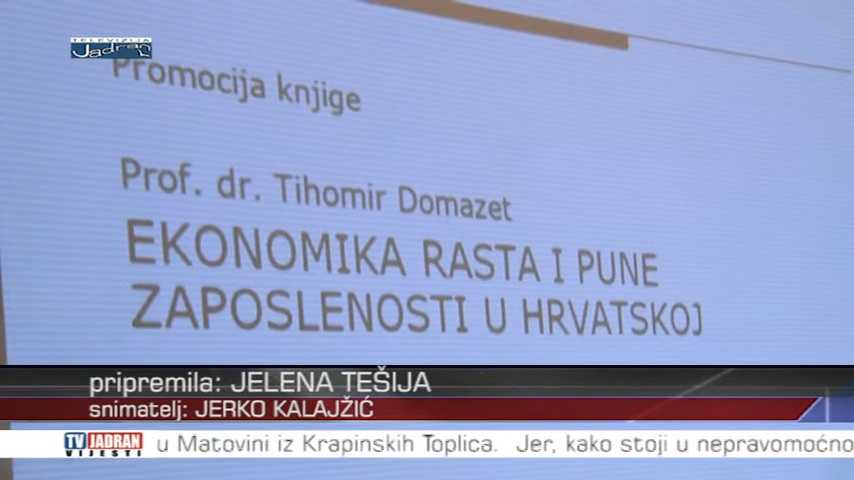 TELEVIZIJA
Jadran
Promocija knjige
Prof. dr. Tihomir Domazet
EKONOMIKA RASTA I PUNE
ZAPOSLENOSTI U HRVATSKOJ
pripremila: JELENA TEŠIJA
snimatelj: JERKO KALAJŽIĆ
TV JADRAN
VIJESTI
u Matovini iz Krapinskih Toplica. Jer, kako stoji u nepravomoćno